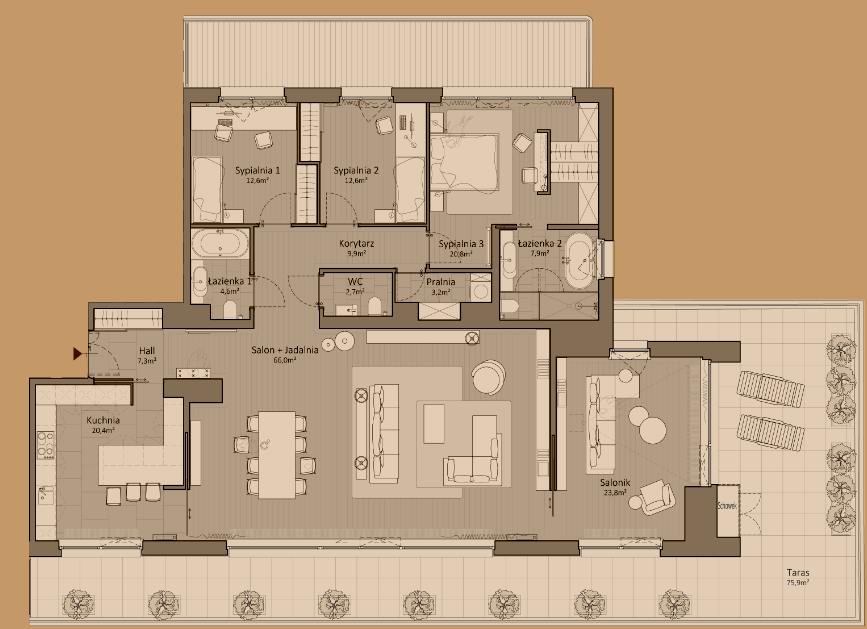 Sypialnia 1
12,6m²
Sypialnia 2
12,6m²
Korytarz
9,9m²
Sypialnia 3
20,8m²
Łazienka 2
7,9m²
Łazienka 1
4,6m²
WC
2,7m²
Pralnia
3,2m²
Hall
7,3m²
Salon + Jadalnia
66,0m²
Kuchnia
20,4m²
Salonik
23,8m²
Schowek
Taras
75,9m²